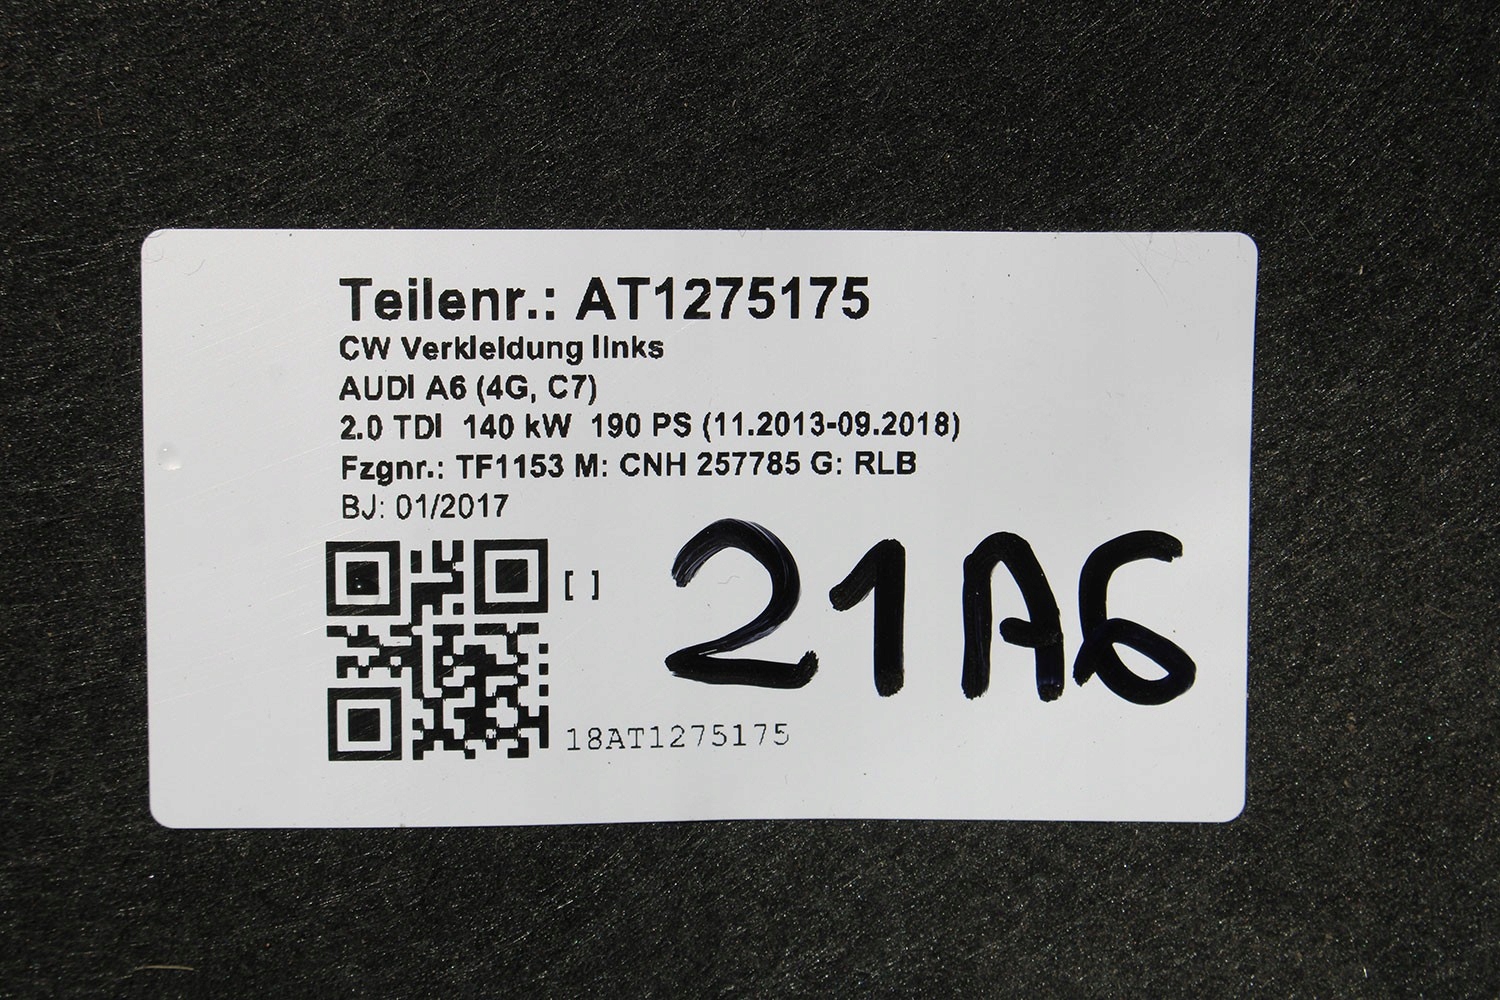 Teilenr.: AT1275175
CW Verkleidung links
AUDI A6 (4G, C7)
2.0 TDI 140 kW 190 PS (11.2013-09.2018)
Fzgnr.: TF1153 M: CNH 257785 G: RLB
BJ: 01/2017
[ ]
21A6
18AT1275175